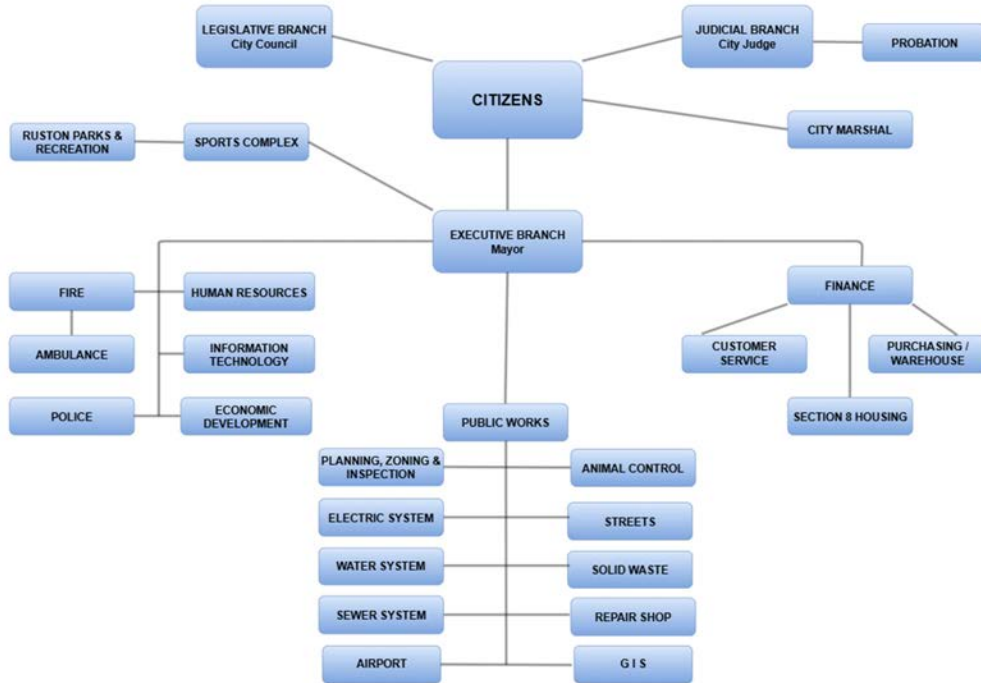 LEGISLATIVE BRANCH
City Council
JUDICIAL BRANCH
City Judge
PROBATION
CITIZENS
CITY MARSHAL
RUSTON PARKS &
RECREATION
SPORTS COMPLEX
EXECUTIVE BRANCH
Mayor
FIRE
HUMAN RESOURCES
FINANCE
AMBULANCE
INFORMATION
TECHNOLOGY
CUSTOMER
SERVICE
PURCHASING /
WAREHOUSE
POLICE
ECONOMIC
DEVELOPMENT
SECTION 8 HOUSING
PUBLIC WORKS
PLANNING, ZONING &
INSPECTION
ANIMAL CONTROL
ELECTRIC SYSTEM
STREETS
WATER SYSTEM
SOLID WASTE
SEWER SYSTEM
REPAIR SHOP
AIRPORT
G I S